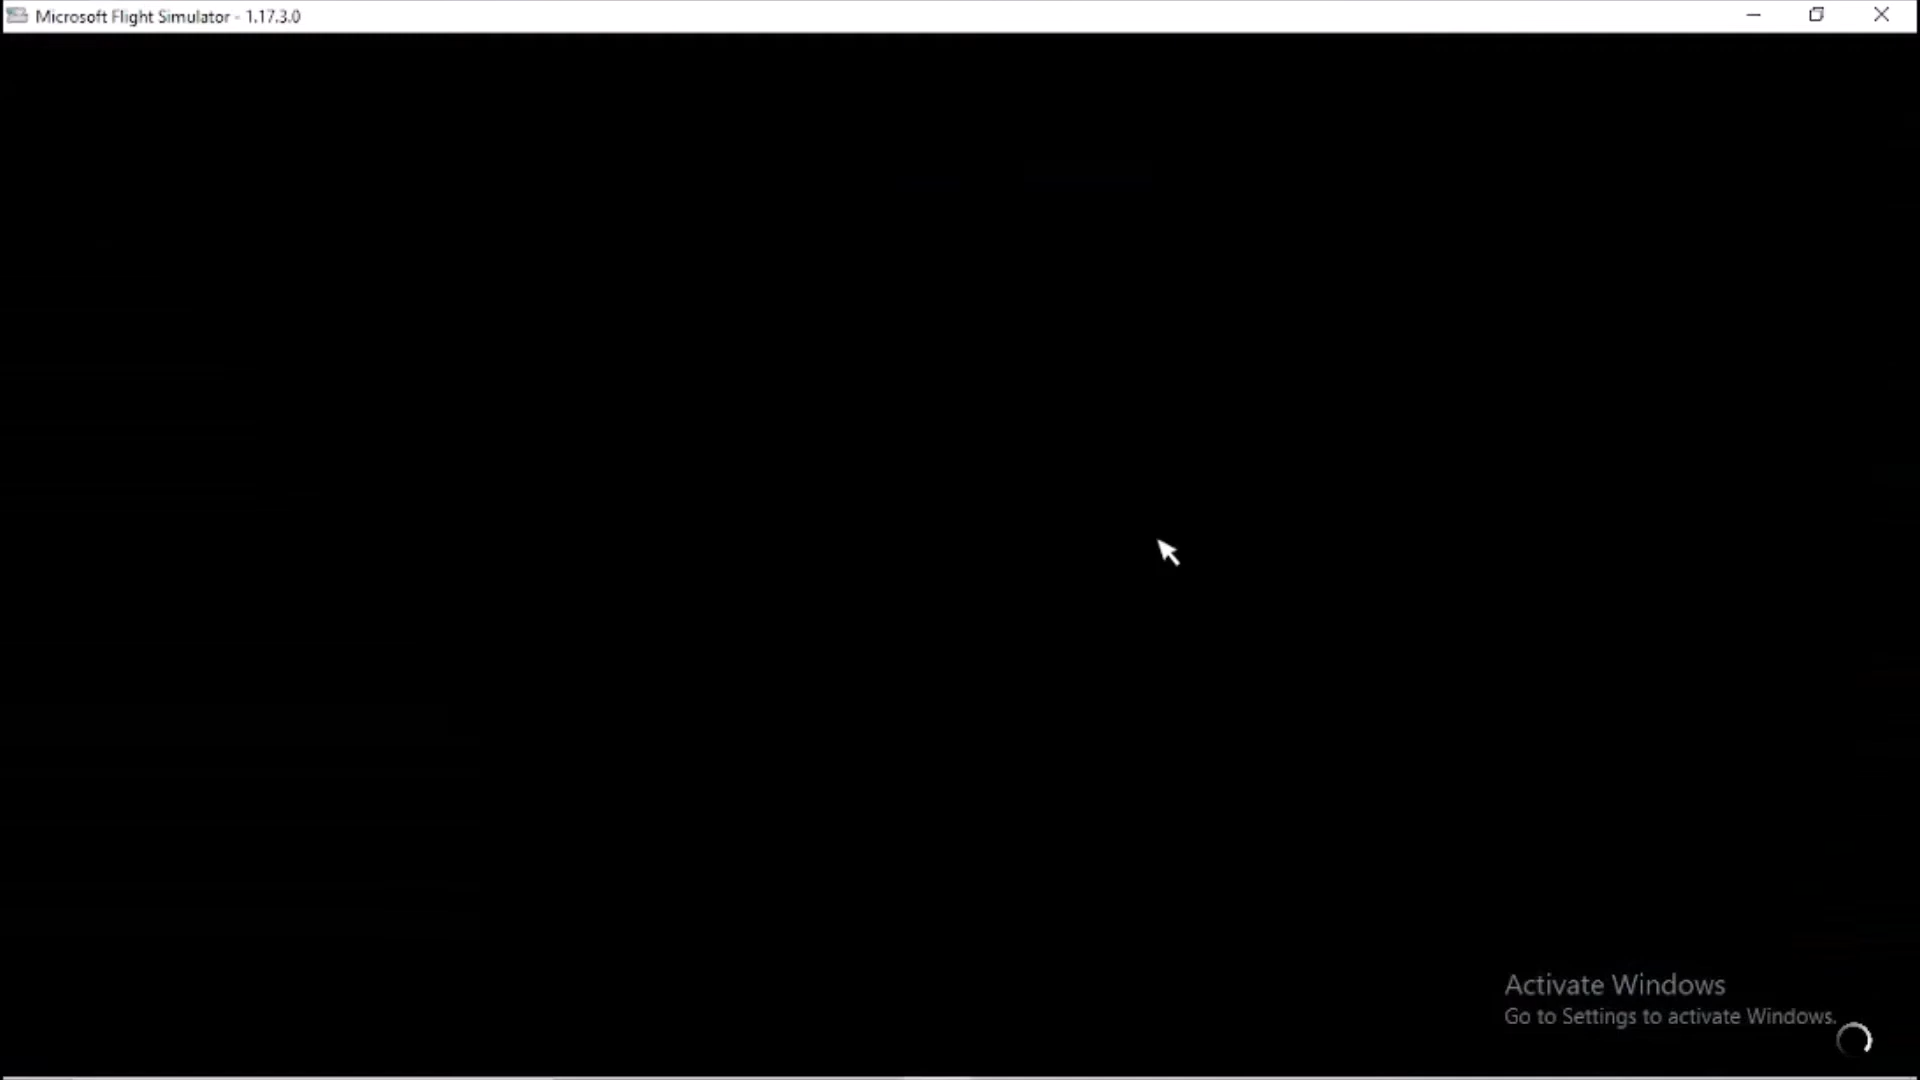 Microsoft Flight Simulator - 1.17.3.0
Activate Windows
Go to Settings to activate Windows.